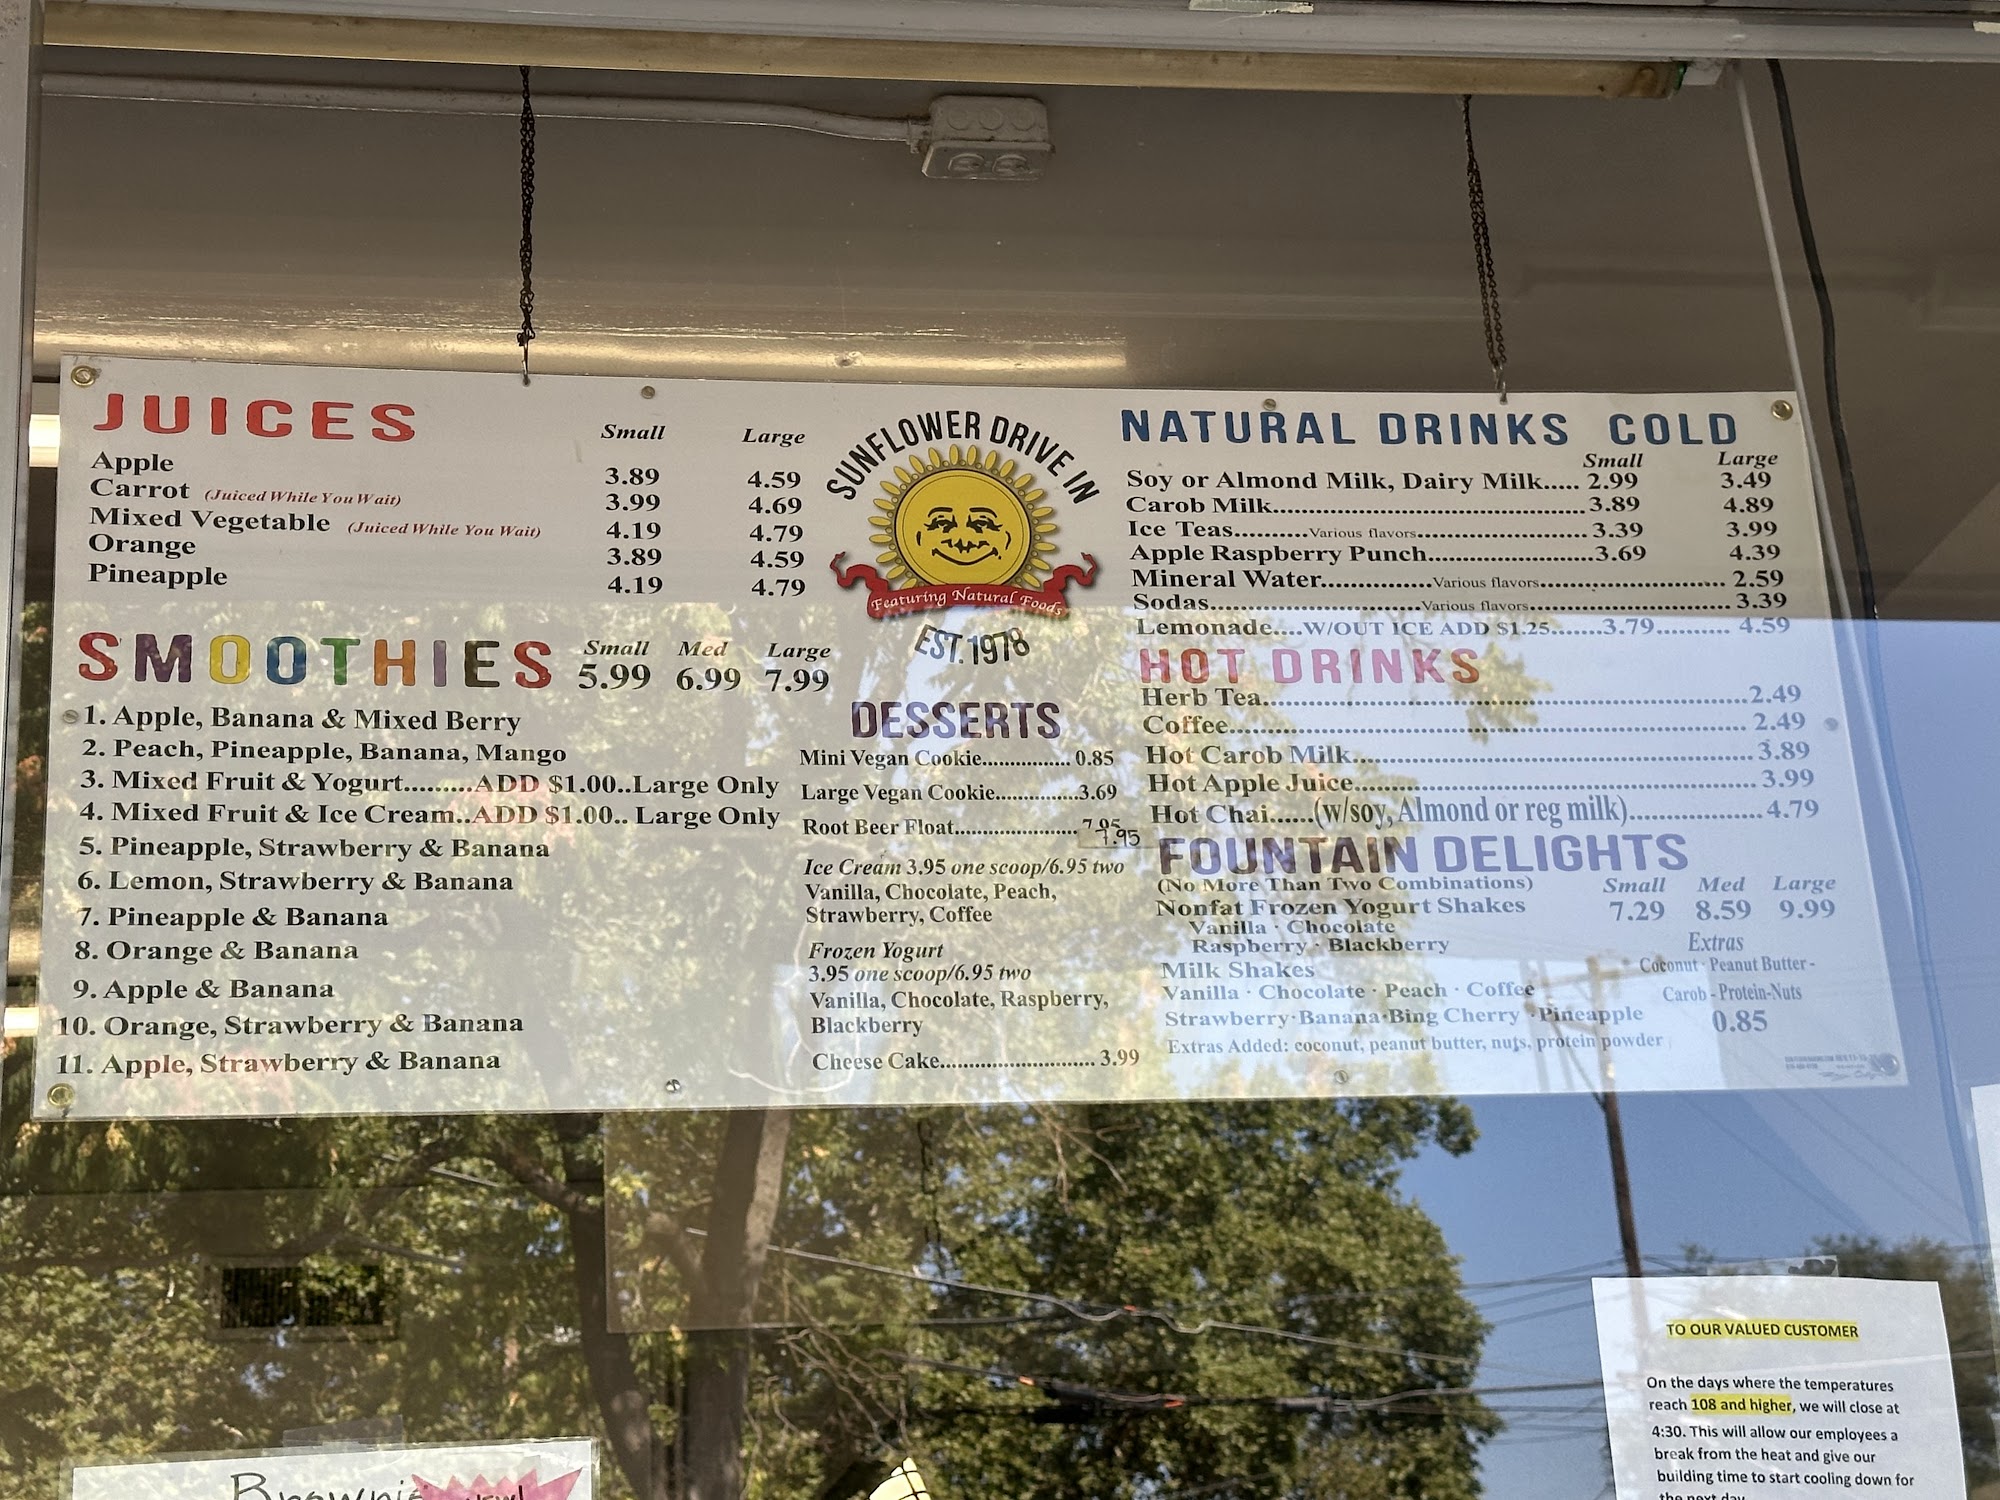 JUICES
Small Large
Apple 3.89 4.59
Carrot (Juiced While You Wait) 3.99 4.69
Mixed Vegetable (Juiced While You Wait) 4.19 4.79
Orange 3.89 4.59
Pineapple 4.19 4.79
SMOOTHIES
Small Med Large
5.99 6.99 7.99
1. Apple, Banana & Mixed Berry
2. Peach, Pineapple, Banana, Mango
3. Mixed Fruit & Yogurt.........ADD $1.00..Large Only
4. Mixed Fruit & Ice Cream..ADD $1.00.. Large Only
5. Pineapple, Strawberry & Banana
6. Lemon, Strawberry & Banana
7. Pineapple & Banana
8. Orange & Banana
9. Apple & Banana
10. Orange, Strawberry & Banana
11. Apple, Strawberry & Banana
SUNFLOWER DRIVE IN
Featuring Natural Foods
EST. 1978
DESSERTS
Mini Vegan Cookie................ 0.85
Large Vegan Cookie...............3.69
Root Beer Float...................... 7.95
7.95
Ice Cream 3.95 one scoop/6.95 two
Vanilla, Chocolate, Peach,
Strawberry, Coffee
Frozen Yogurt
3.95 one scoop/6.95 two
Vanilla, Chocolate, Raspberry,
Blackberry
Cheese Cake............................ 3.99
NATURAL DRINKS COLD
Small Large
Soy or Almond Milk, Dairy Milk..... 2.99 3.49
Carob Milk.............................................3.89 4.89
Ice Teas..........Various flavors......................... 3.39 3.99
Apple Raspberry Punch........................3.69 4.39
Mineral Water................Various flavors........................... 2.59
Sodas...............................Various flavors............................. 3.39
Lemonade....W/OUT ICE ADD $1.25.......3.79.......... 4.59
HOT DRINKS
Herb Tea.....................................................................2.49
Coffee.......................................................................... 2.49
Hot Carob Milk......................................................... 3.89
Hot Apple Juice......................................................... 3.99
Hot Chai......(w/soy, Almond or reg milk)...................4.79
FOUNTAIN DELIGHTS
(No More Than Two Combinations) Small Med Large
Nonfat Frozen Yogurt Shakes 7.29 8.59 9.99
Vanilla · Chocolate
Raspberry · Blackberry
Milk Shakes
Vanilla · Chocolate · Peach · Coffee
Strawberry·Banana·Bing Cherry ·Pineapple
Extras Added: coconut, peanut butter, nuts, protein powder
Extras
Coconut · Peanut Butter -
Carob - Protein-Nuts
0.85
TO OUR VALUED CUSTOMER
On the days where the temperatures
reach 108 and higher, we will close at
4:30. This will allow our employees a
break from the heat and give our
building time to start cooling down for
the next day
Brownie